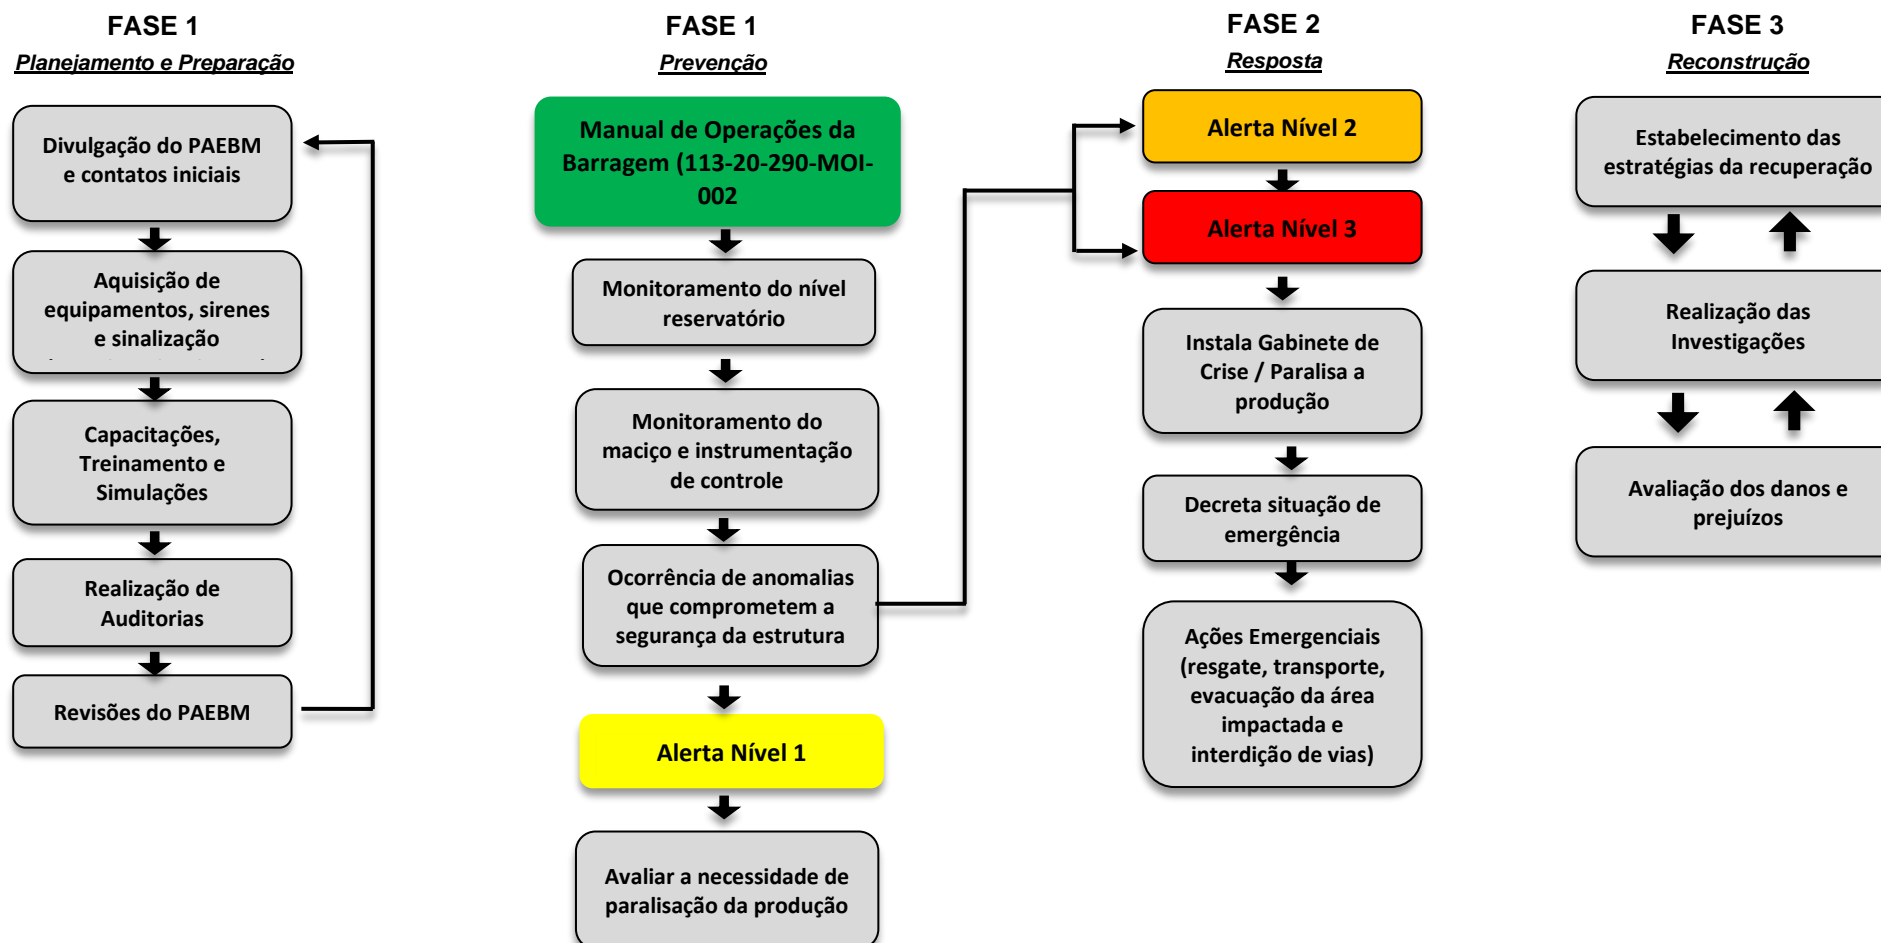 FASE 1
Planejamento e Preparação
Divulgação do PAEBM
e contatos iniciais
Aquisição de
equipamentos, sirenes
e sinalização
Capacitações,
Treinamento e
Simulações
Realização de
Auditorias
Revisões do PAEBM
FASE 1
Prevenção
Manual de Operações da
Barragem (113-20-290-MOI-
002
Monitoramento do nível
reservatório
Monitoramento do
maciço e instrumentação
de controle
Ocorrência de anomalias
que comprometem a
segurança da estrutura
Alerta Nível 1
Avaliar a necessidade de
paralisação da produção
FASE 2
Resposta
Alerta Nível 2
Alerta Nível 3
Instala Gabinete de
Crise / Paralisa a
produção
Decreta situação de
emergência
Ações Emergenciais
(resgate, transporte,
evacuação da área
impactada e
interdição de vias)
FASE 3
Reconstrução
Estabelecimento das
estratégias da recuperação
Realização das
Investigações
Avaliação dos danos e
prejuízos